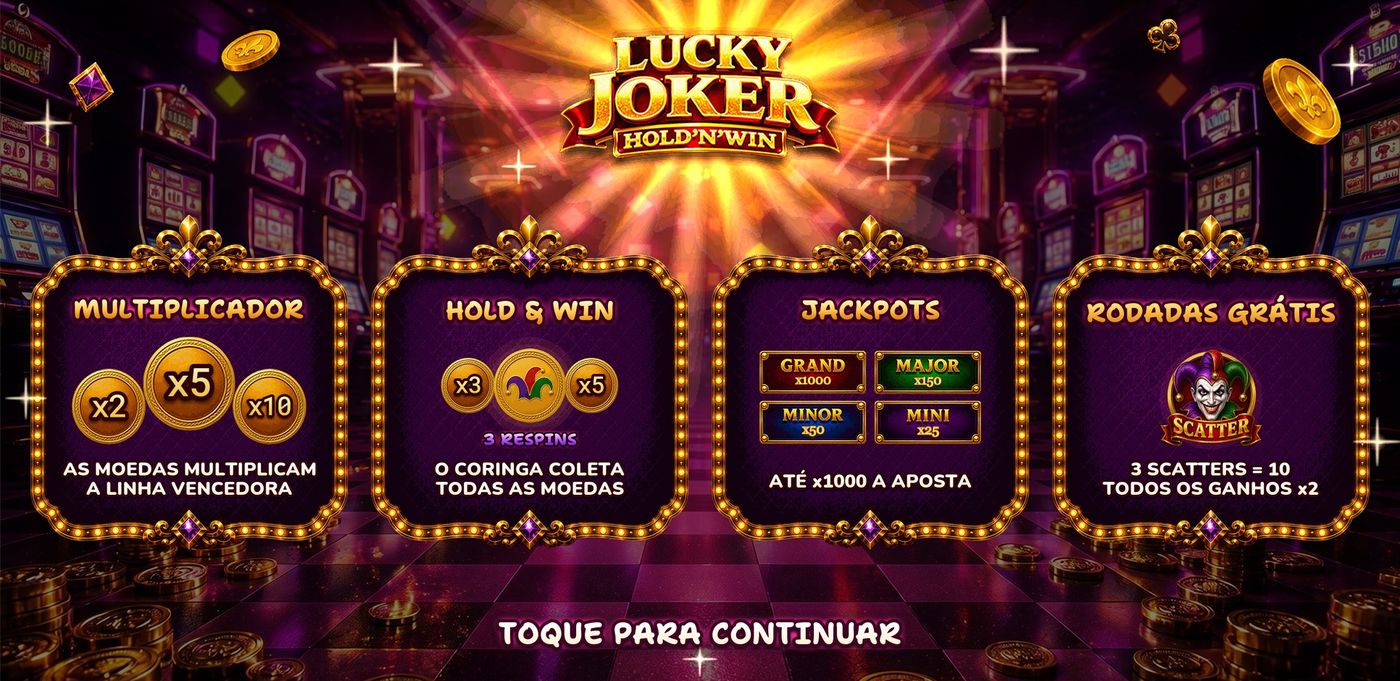 LUCKY
JOKER
HOLD'N'WIN
MULTIPLICADOR
x2
x5
x10
AS MOEDAS MULTIPLICAM
A LINHA VENCEDORA
HOLD & WIN
x3
x5
3 RESPINS
O CORINGA COLETA
TODAS AS MOEDAS
JACKPOTS
GRAND
x1000
MAJOR
x150
MINOR
x50
MINI
x25
ATÉ x1000 A APOSTA
RODADAS GRÁTIS
SCATTER
3 SCATTERS = 10
TODOS OS GANHOS x2
TOQUE PARA CONTINUAR